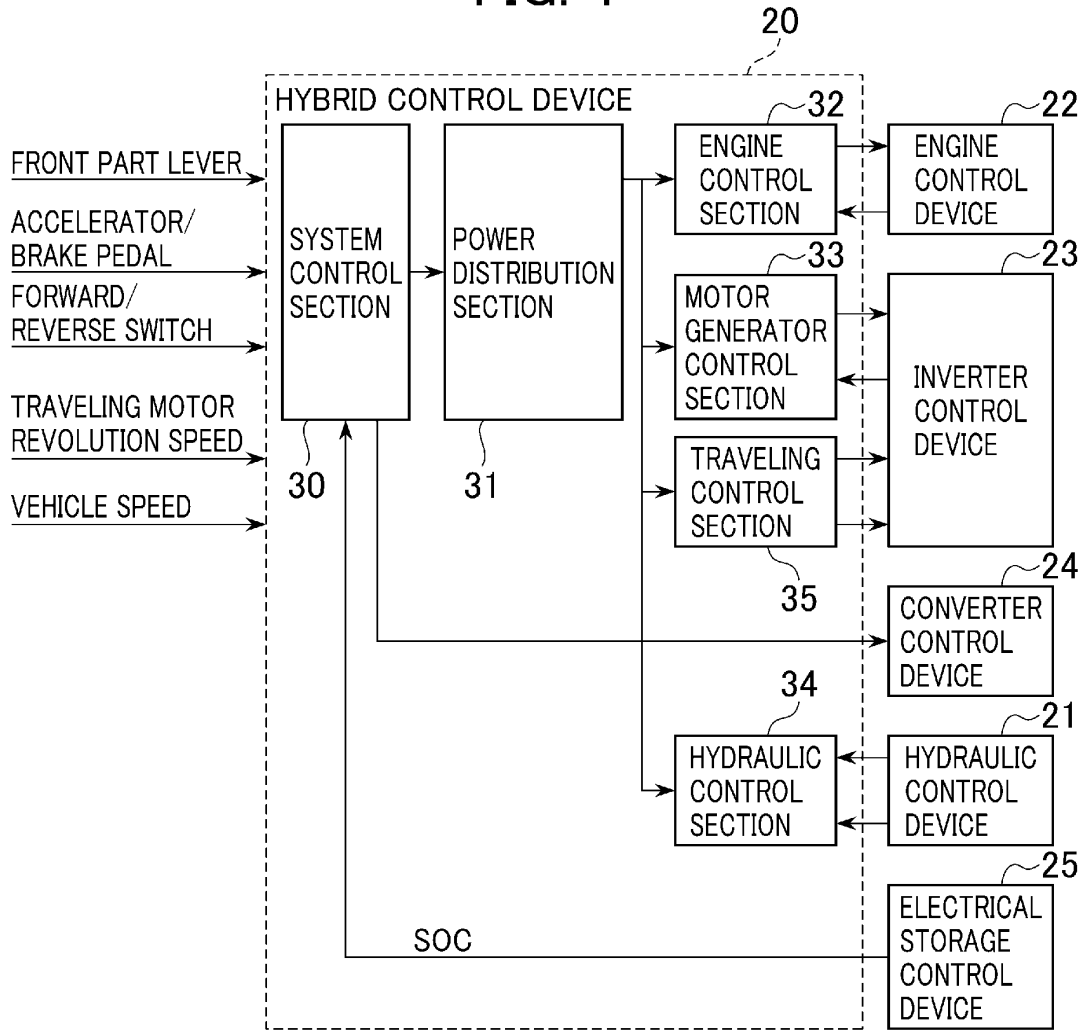 20
HYBRID CONTROL DEVICE
FRONT PART LEVER
ACCELERATOR/
BRAKE PEDAL
FORWARD/
REVERSE SWITCH
TRAVELING MOTOR
REVOLUTION SPEED
VEHICLE SPEED
SYSTEM
CONTROL
SECTION
30
POWER
DISTRIBUTION
SECTION
31
32
ENGINE
CONTROL
SECTION
22
ENGINE
CONTROL
DEVICE
33
MOTOR
GENERATOR
CONTROL
SECTION
23
INVERTER
CONTROL
DEVICE
TRAVELING
CONTROL
SECTION
35
24
CONVERTER
CONTROL
DEVICE
34
HYDRAULIC
CONTROL
SECTION
21
HYDRAULIC
CONTROL
DEVICE
25
ELECTRICAL
STORAGE
CONTROL
DEVICE
SOC